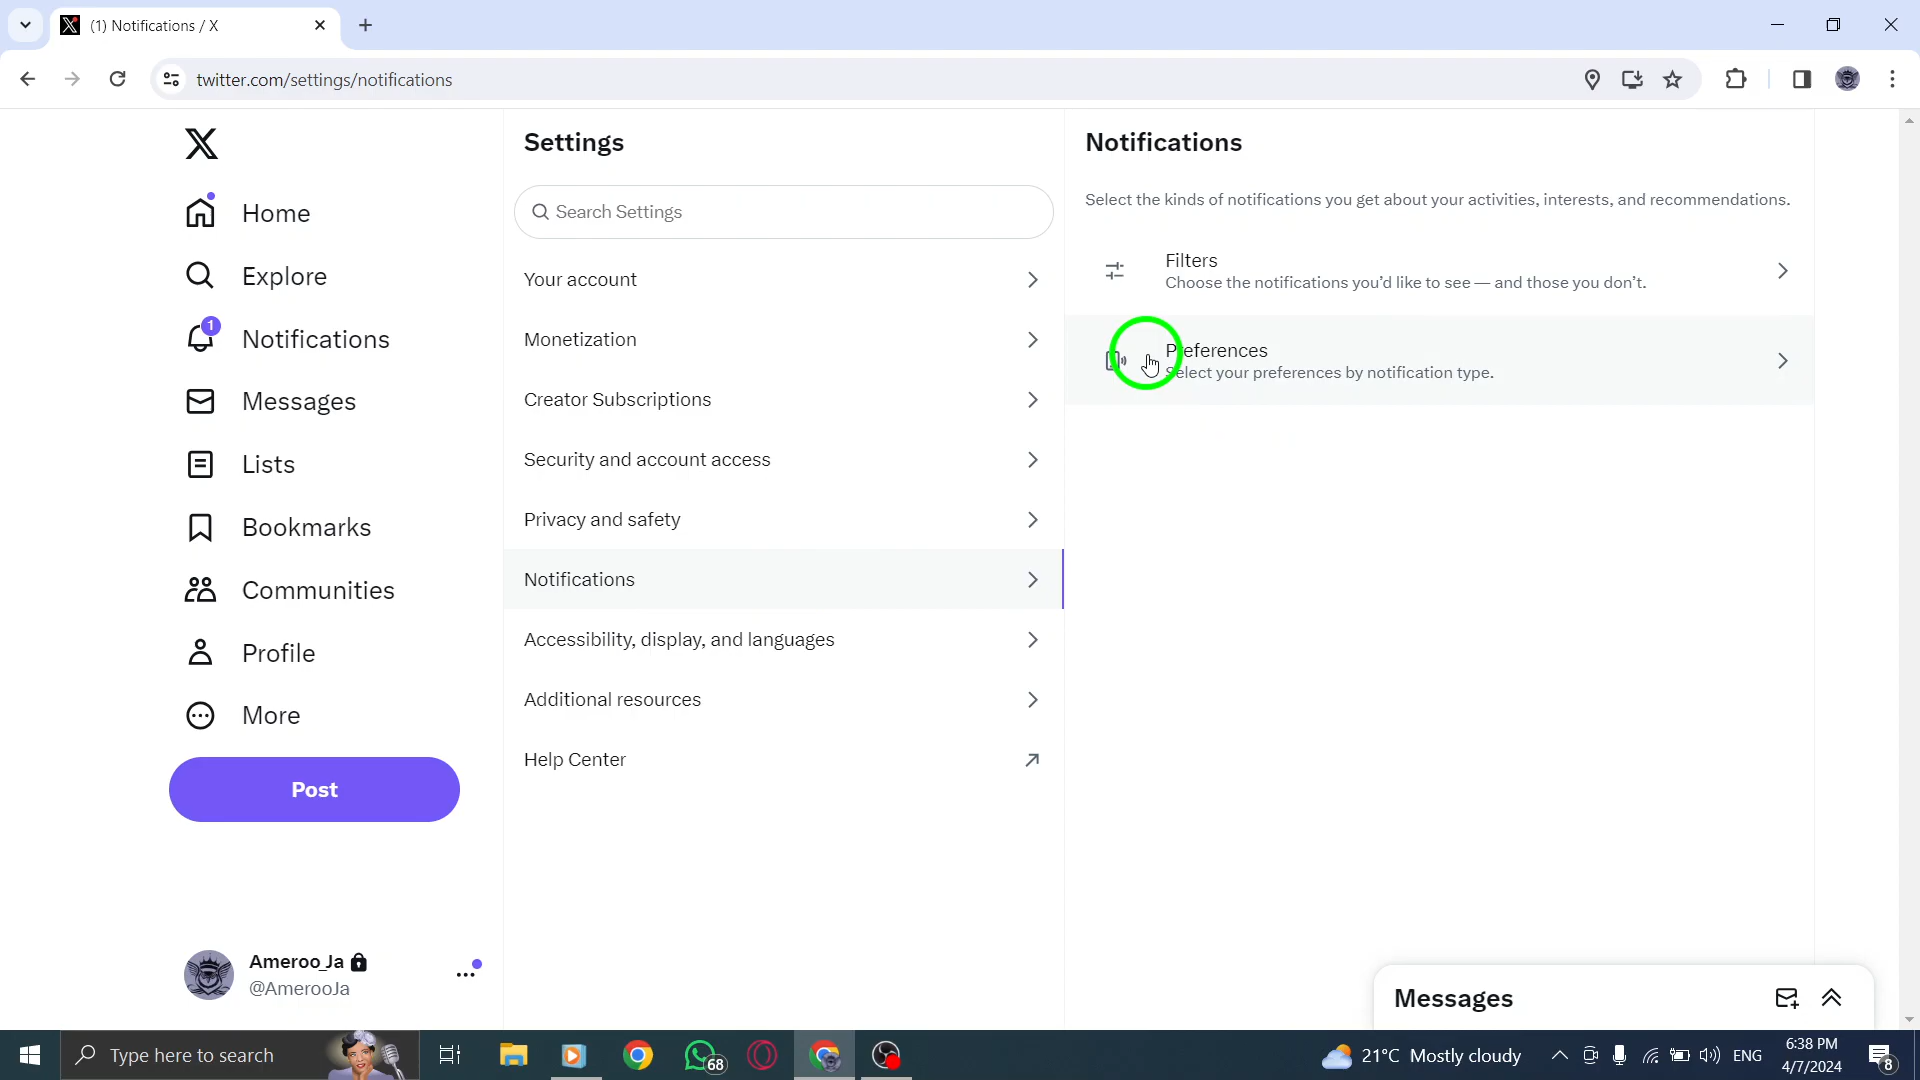 (1) Notifications / X
twitter.com/settings/notifications
Home
Explore
1
Notifications
Messages
Lists
Bookmarks
Communities
Profile
More
Post
Ameroo_Ja
@AmerooJa
Settings
Search Settings
Your account
Monetization
Creator Subscriptions
Security and account access
Privacy and safety
Notifications
Accessibility, display, and languages
Additional resources
Help Center
Notifications
Select the kinds of notifications you get about your activities, interests, and recommendations.
Filters
Choose the notifications you’d like to see — and those you don’t.
Preferences
Select your preferences by notification type.
Messages
Type here to search
68
21°C Mostly cloudy
ENG
6:38 PM
4/7/2024
8